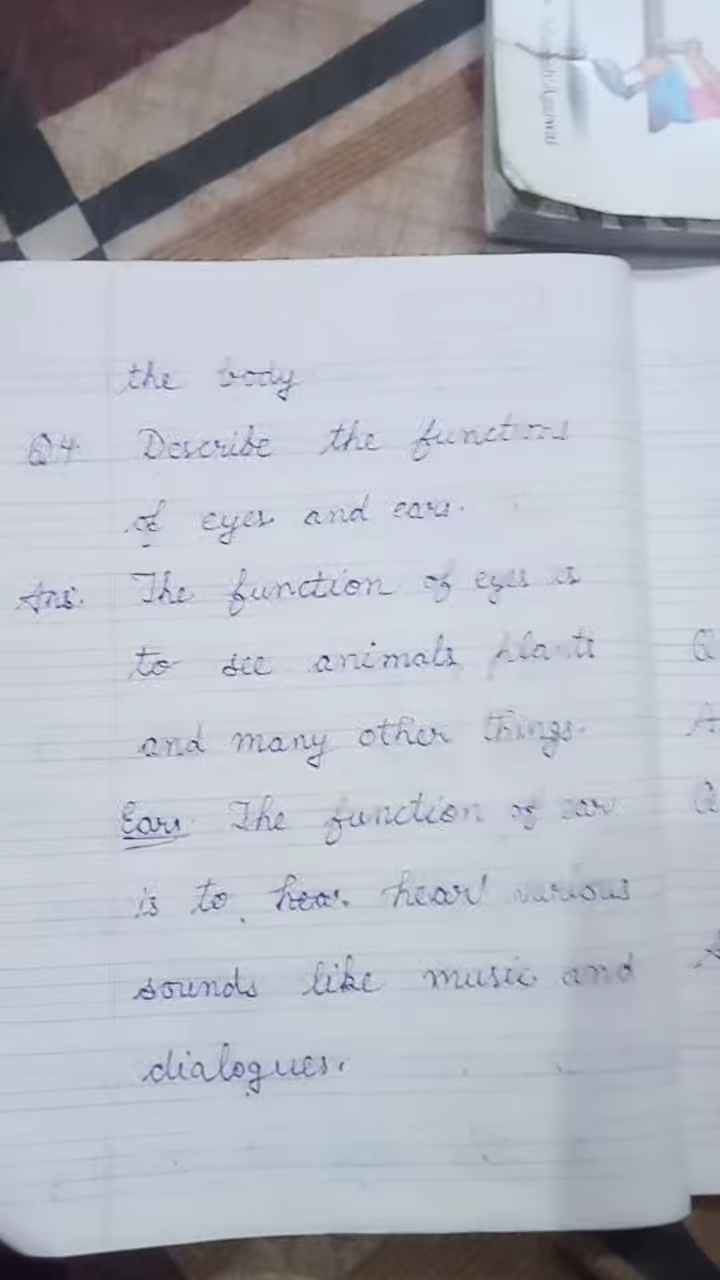 the body
Q4. Describe the functions
of eyes and ears.
Ans. The function of eyes is
to see animals, plants
and many other things.
Ears. The function of ear
is to hear hear various
sounds like music and
dialogues.
Q
A
Q
Agarwal